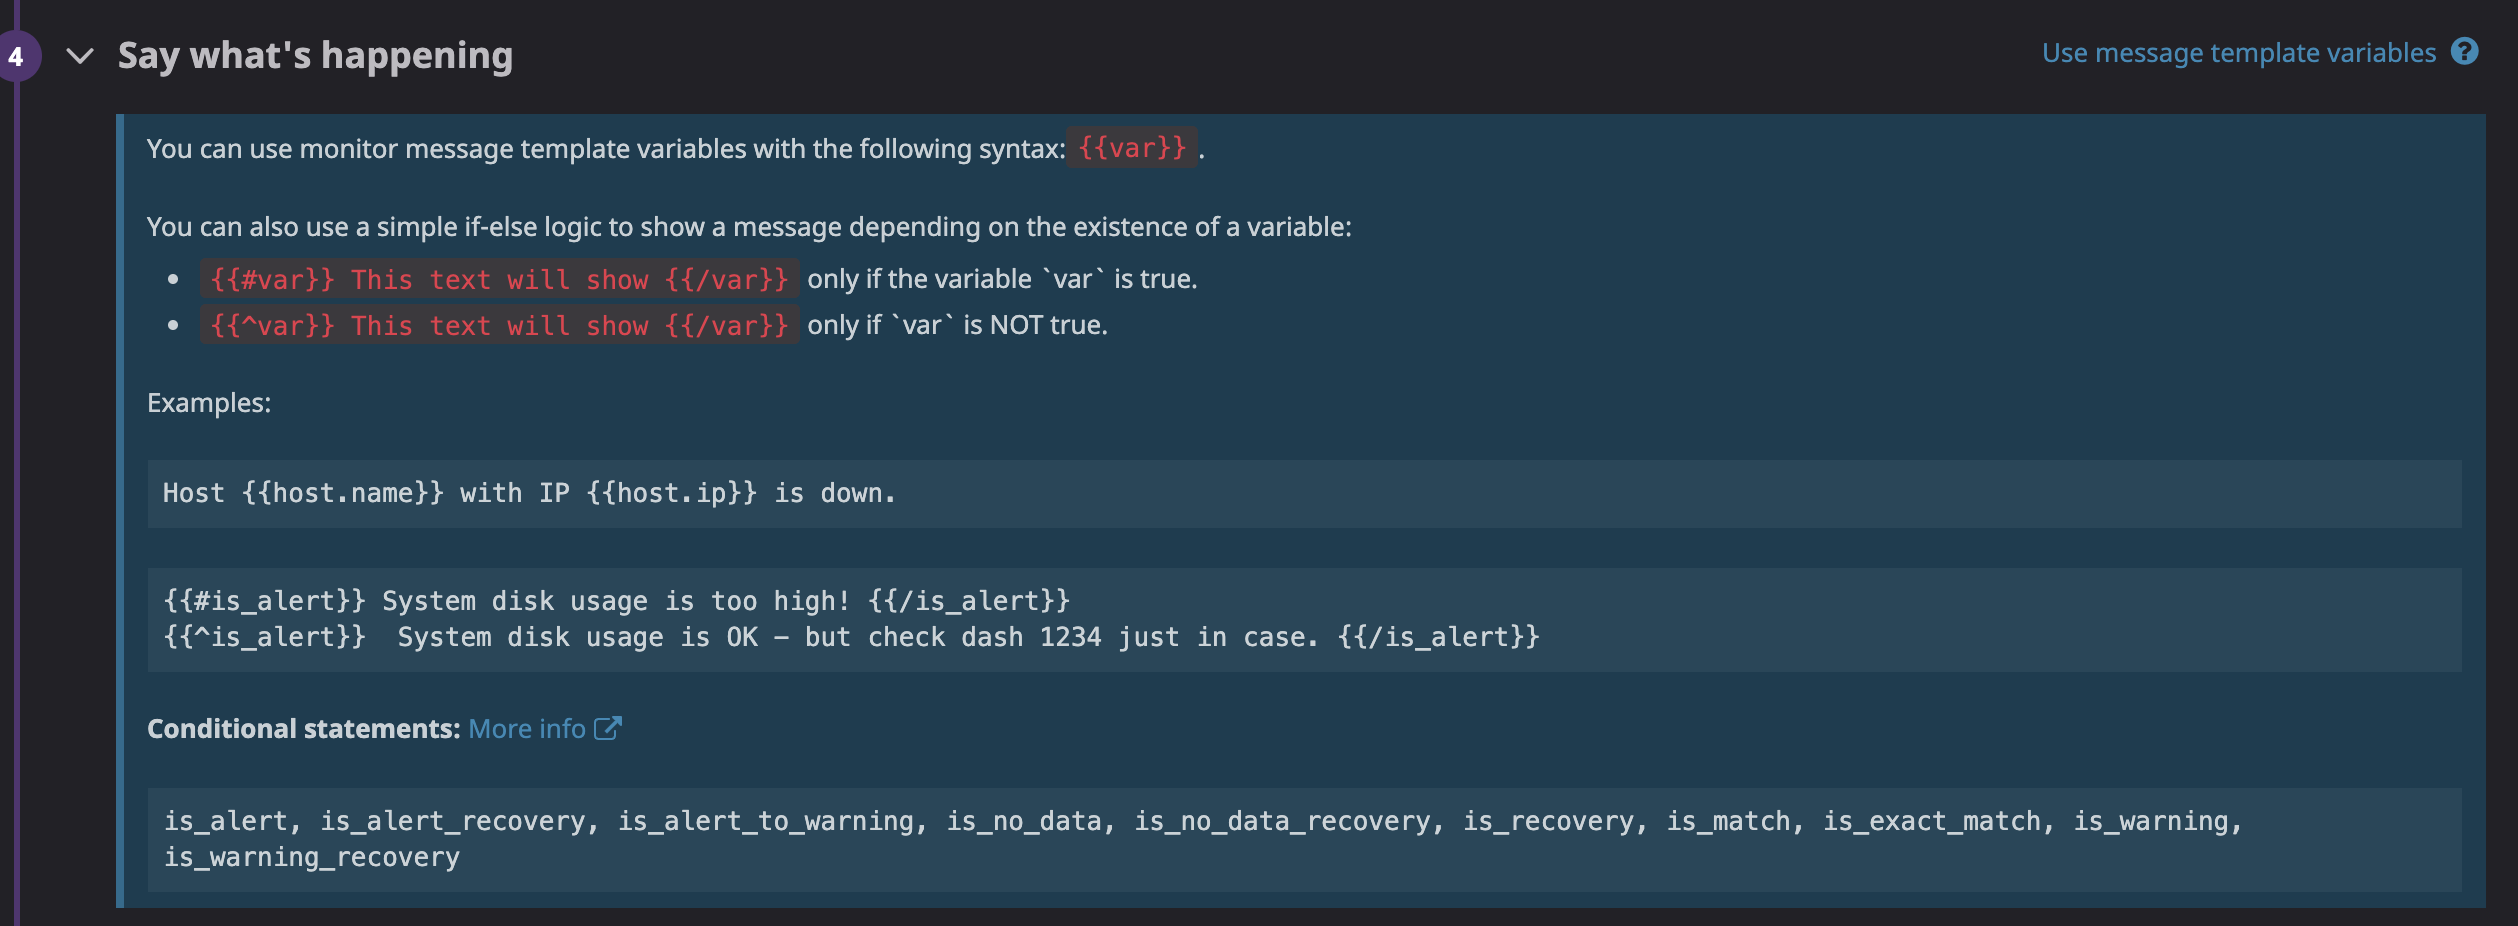 4
Say what's happening
Use message template variables ?
You can use monitor message template variables with the following syntax: {{var}} .
You can also use a simple if-else logic to show a message depending on the existence of a variable:
• {{#var}} This text will show {{/var}} only if the variable `var` is true.
• {{^var}} This text will show {{/var}} only if `var` is NOT true.
Examples:
Host {{host.name}} with IP {{host.ip}} is down.
{{#is_alert}} System disk usage is too high! {{/is_alert}}
{{^is_alert}}  System disk usage is OK – but check dash 1234 just in case. {{/is_alert}}
Conditional statements: More info
is_alert, is_alert_recovery, is_alert_to_warning, is_no_data, is_no_data_recovery, is_recovery, is_match, is_exact_match, is_warning,
is_warning_recovery